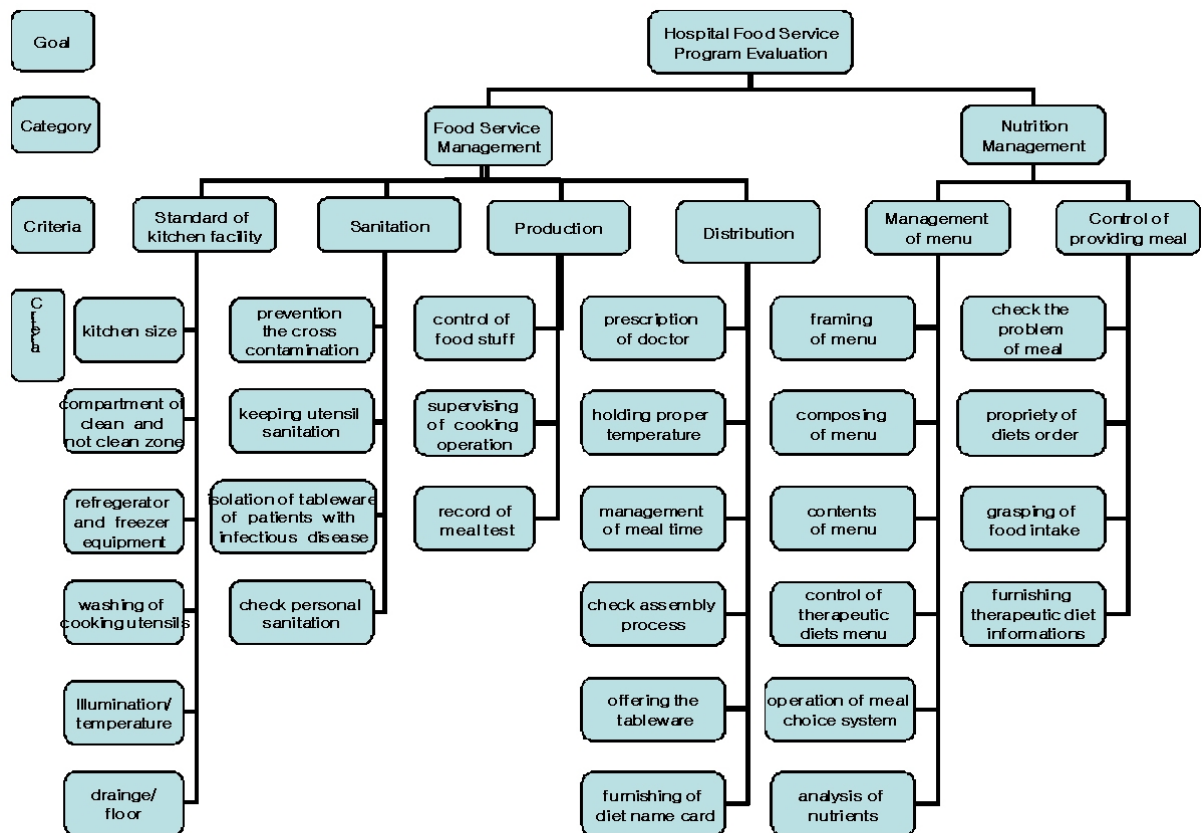 Goal
Hospital Food Service
Program Evaluation
Category
Food Service
Management
Nutrition
Management
Criteria
Standard of
kitchen facility
Sanitation
Production
Distribution
Management
of menu
Control of
providing meal
kitchen size
prevention
the cross
contamination
control of
food stuff
prescription
of doctor
framing
of menu
check the
problem
of meal
compartment of
clean and
not clean zone
keeping utensil
sanitation
supervising
of cooking
operation
holding proper
temperature
composing
of menu
propriety of
diets order
refregerator
and freezer
equipment
isolation of tableware
of patients with
infectious disease
record of
meal test
management
of meal time
contents
of menu
grasping of
food intake
washing of
cooking utensils
check personal
sanitation
check assembly
process
control of
therapeutic
diets menu
furnishing
therapeutic diet
informations
Illumination/
temperature
offering the
tableware
operation of meal
choice system
drainge/
floor
furnishing of
diet name card
analysis of
nutrients